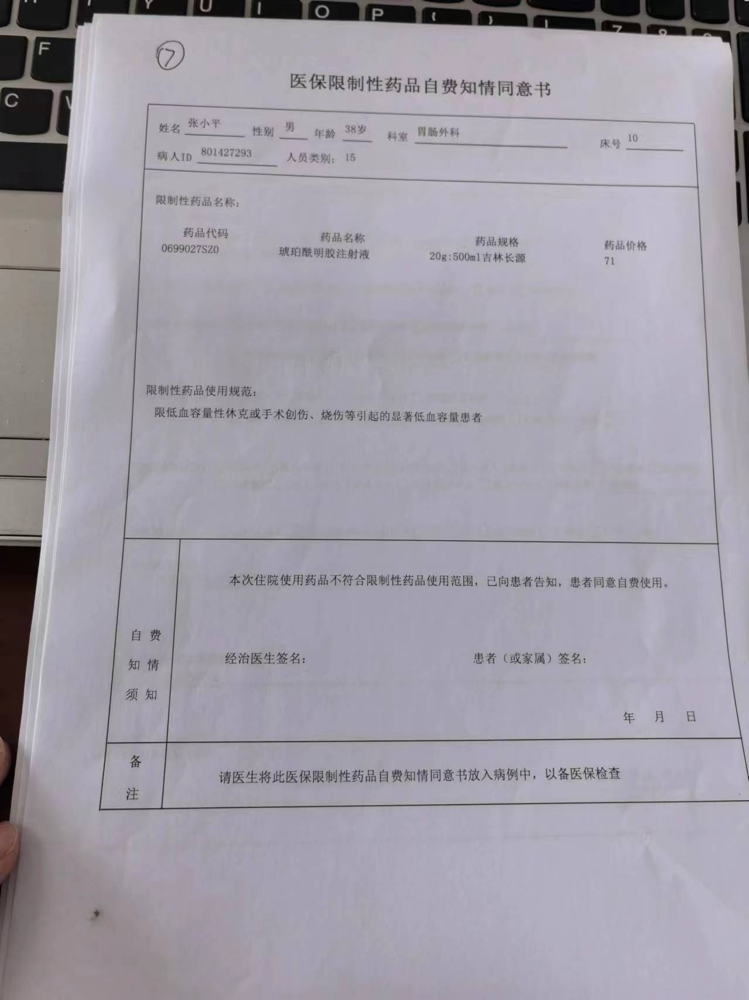 Y U I O P { } |
7 8 9
F
C V
⑦
医保限制性药品自费知情同意书
姓名 张小平 性别 男 年龄 38岁 科室 胃肠外科 床号 10
病人ID 801427293 人员类别: 15
限制性药品名称:
药品代码 药品名称 药品规格 药品价格
0699027SZ0 琥珀酰明胶注射液 20g:500ml吉林长源 71
限制性药品使用规范:
限低血容量性休克或手术创伤、烧伤等引起的显著低血容量患者
本次住院使用药品不符合限制性药品使用范围，已向患者告知，患者同意自费使用。
自 费
知 情
须 知
经治医生签名: 患者（或家属）签名:
年 月 日
备
注
请医生将此医保限制性药品自费知情同意书放入病例中，以备医保检查